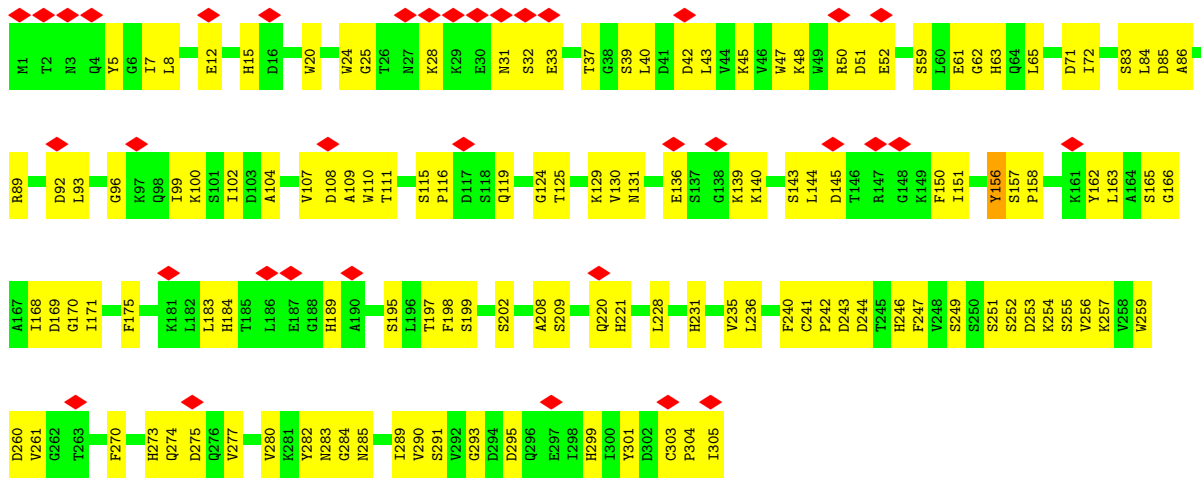 M1 T2 N3 Q4 Y5 G6 I7 L8 E12 H15 D16 W20 W24 G25 T26 N27 K28 K29 E30 N31 S32 E33 T37 G38 S39 L40 D41 D42 L43 V44 K45 V46 W47 K48 W49 R50 D51 E52 S59 L60 E61 G62 H63 Q64 L65 D71 I72 S83 L84 D85 A86
R89 D92 L93 G96 K97 Q98 I99 K100 S101 I102 D103 A104 V107 D108 A109 W110 T111 S115 P116 D117 S118 Q119 G124 T125 K129 V130 N131 E136 S137 G138 K139 K140 S143 L144 D145 T146 R147 G148 K149 F150 I151 Y156 S157 P158 K161 Y162 L163 A164 S165 G166
A167 I168 D169 G170 I171 F175 K181 L182 L183 H184 T185 L186 E187 G188 H189 A190 S195 L196 T197 F198 S199 S202 A208 S209 Q220 H221 L228 H231 V235 L236 F240 C241 P242 D243 D244 T245 H246 F247 V248 S249 S250 S251 S252 D253 K254 S255 V256 K257 V258 W259
D260 V261 G262 T263 F270 H273 Q274 D275 Q276 V277 V280 K281 Y282 N283 G284 N285 I289 V290 S291 V292 G293 D294 D295 Q296 E297 I298 H299 I300 Y301 D302 C303 P304 I305